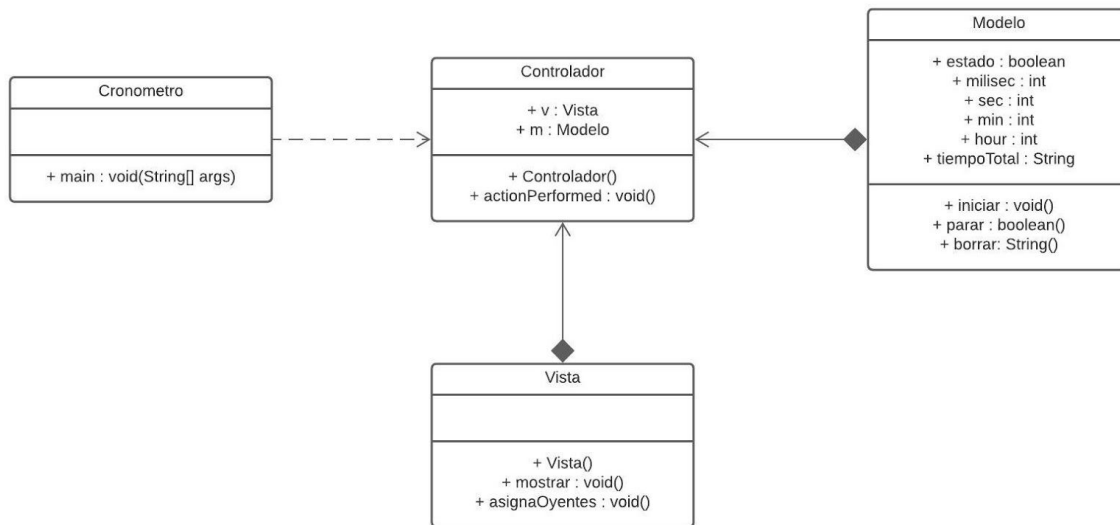 Cronometro
+ main : void(String[] args)
Controlador
+ v : Vista
+ m : Modelo
+ Controlador()
+ actionPerformed : void()
Modelo
+ estado : boolean
+ milisec : int
+ sec : int
+ min : int
+ hour : int
+ tiempoTotal : String
+ iniciar : void()
+ parar : boolean()
+ borrar: String()
Vista
+ Vista()
+ mostrar : void()
+ asignaOyentes : void()